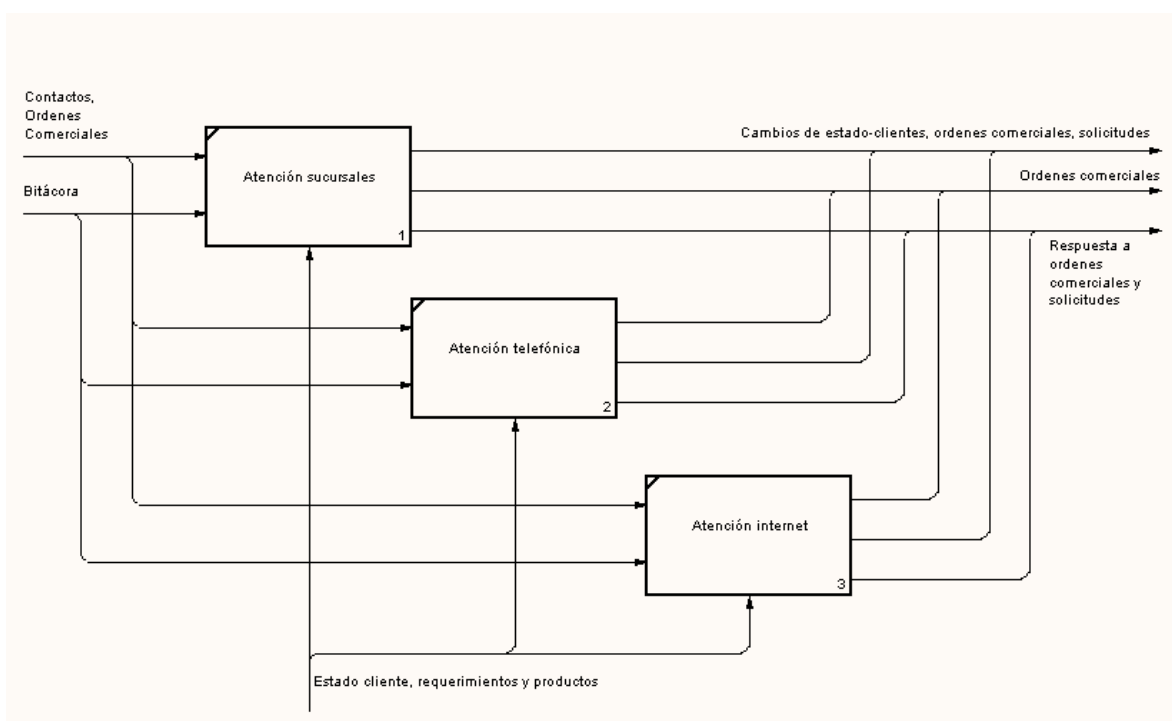 Contactos,
Ordenes
Comerciales
Bitácora
Atención sucursales
1
Cambios de estado-clientes, ordenes comerciales, solicitudes
Ordenes comerciales
Respuesta a
ordenes
comerciales y
solicitudes
Atención telefónica
2
Atención internet
3
Estado cliente, requerimientos y productos